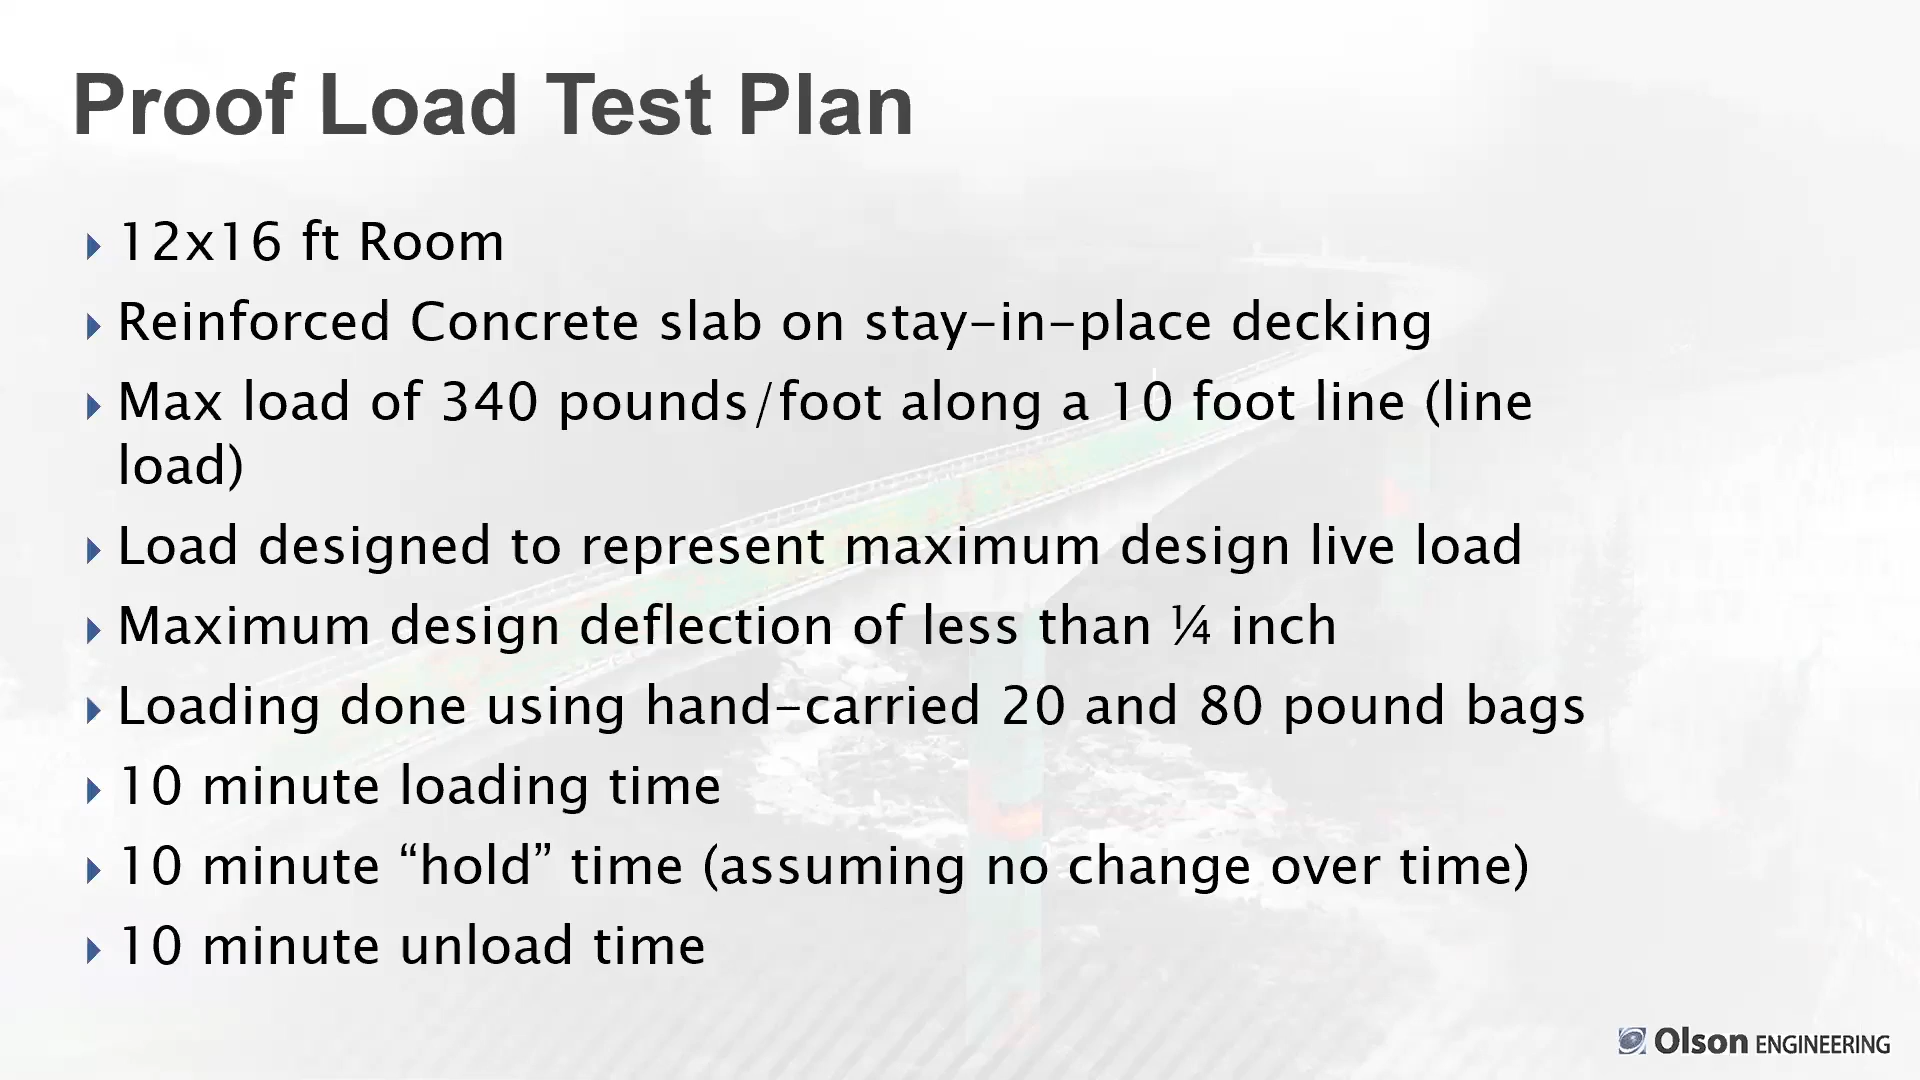 Proof Load Test Plan
12x16 ft Room
Reinforced Concrete slab on stay-in-place decking
Max load of 340 pounds/foot along a 10 foot line (line
load)
Load designed to represent maximum design live load
Maximum design deflection of less than ¼ inch
Loading done using hand-carried 20 and 80 pound bags
10 minute loading time
10 minute “hold” time (assuming no change over time)
10 minute unload time
Olson ENGINEERING